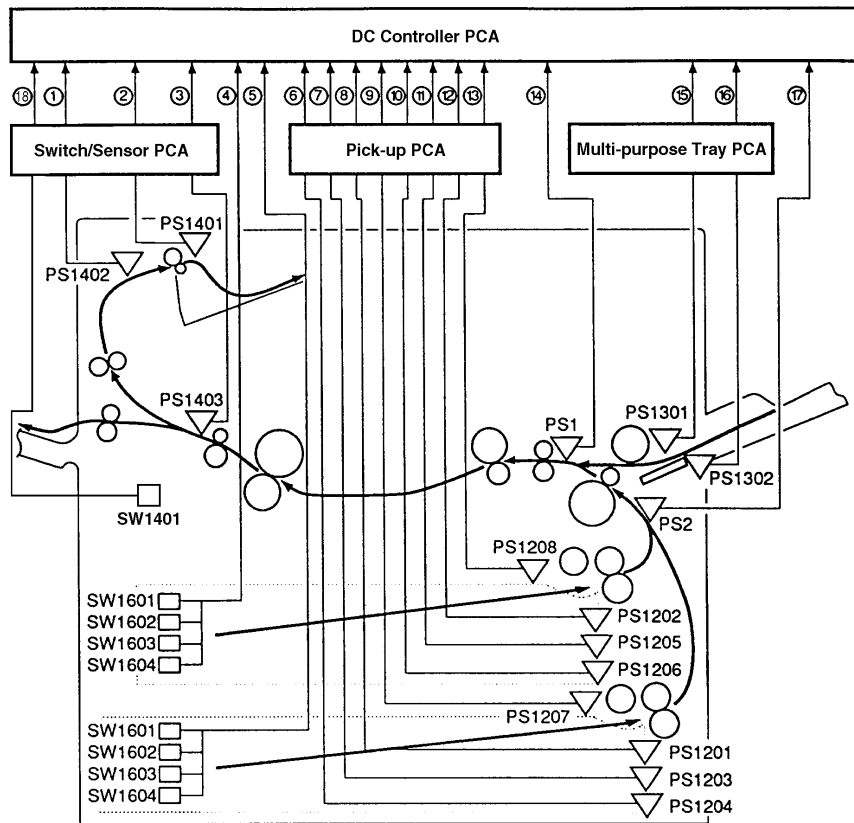 DC Controller PCA
⑱ ① ② ③ ④ ⑤ ⑥ ⑦ ⑧ ⑨ ⑩ ⑪ ⑫ ⑬ ⑭ ⑮ ⑯ ⑰
Switch/Sensor PCA
Pick-up PCA
Multi-purpose Tray PCA
PS1401
PS1402
PS1403
PS1
PS1301
PS1302
SW1401
PS2
PS1208
SW1601
SW1602
SW1603
SW1604
PS1202
PS1205
PS1206
PS1207
SW1601
SW1602
SW1603
SW1604
PS1201
PS1203
PS1204